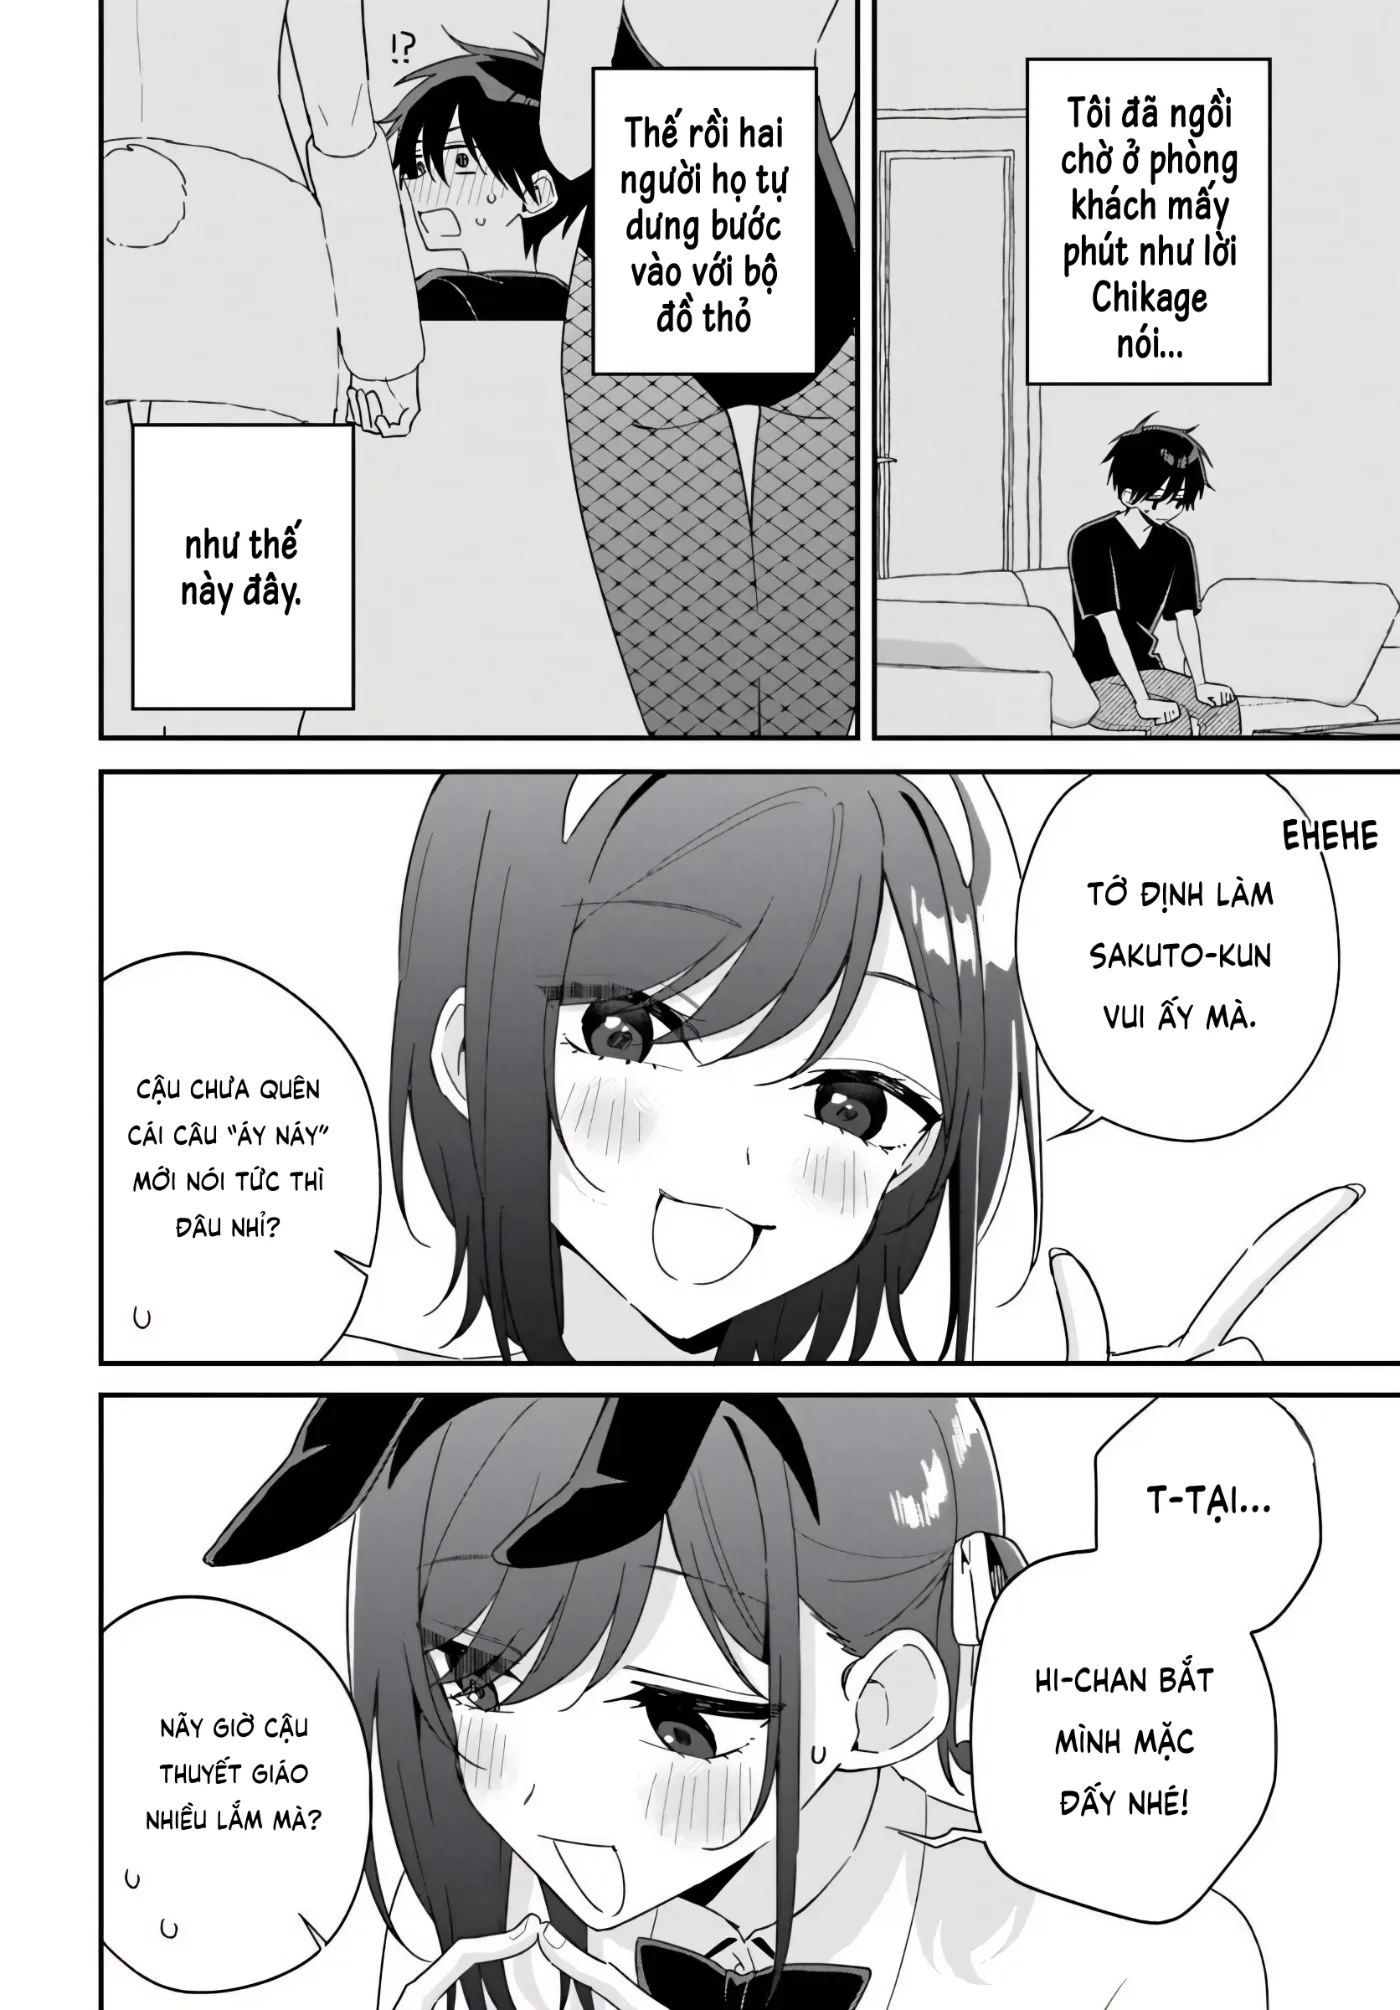 Tôi đã ngồi
chờ ở phòng
khách mấy
phút như lời
Chikage
nói...
!?
Thế rồi hai
người họ tự
dưng bước
vào với bộ
đồ thỏ
như thế
này đây.
EHEHE
TỚ ĐỊNH LÀM
SAKUTO-KUN
VUI ẤY MÀ.
CẬU CHƯA QUÊN
CÁI CÂU “ÁY NÁY”
MỚI NÓI TỨC THÌ
ĐÂU NHỈ?
T-TẠI...
HI-CHAN BẮT
MÌNH MẶC
ĐẤY NHÉ!
NÃY GIỜ CẬU
THUYẾT GIÁO
NHIỀU LẮM MÀ?